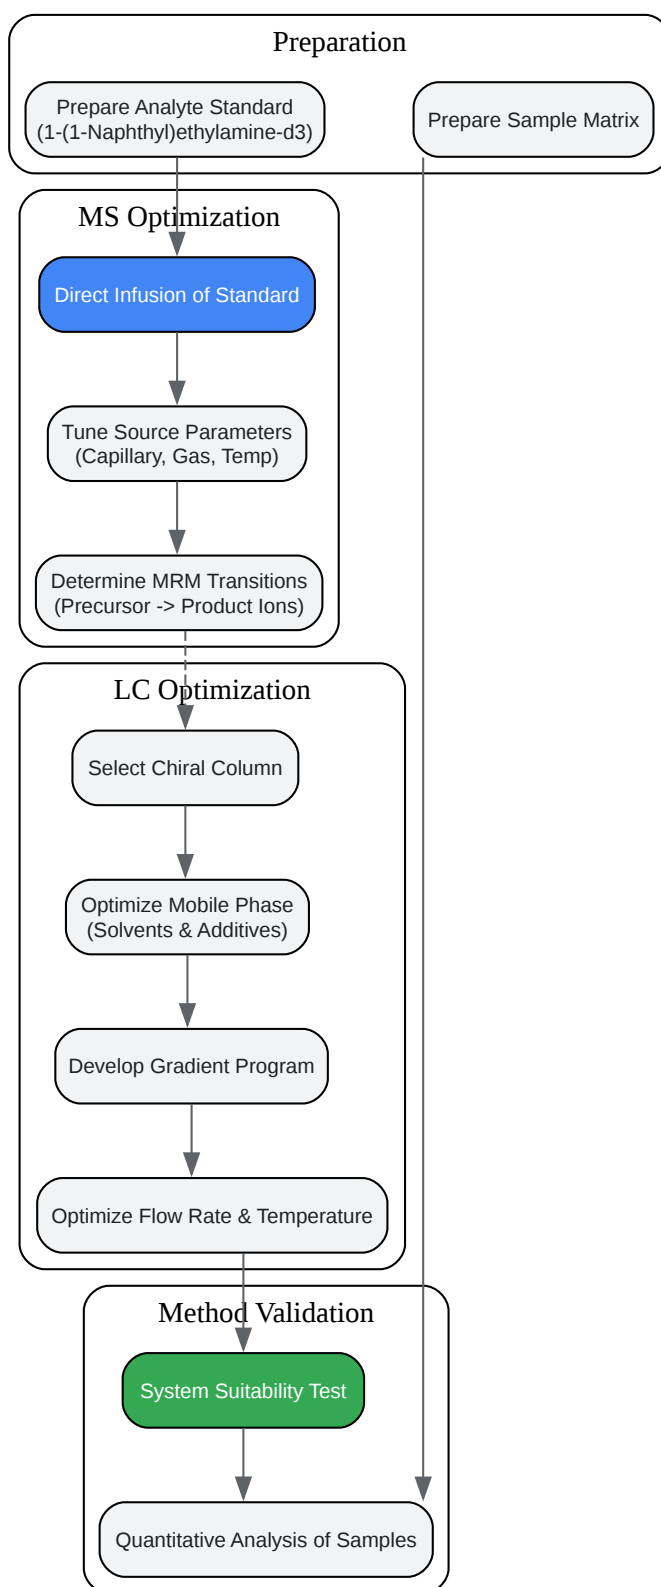 Preparation
Prepare Analyte Standard
(1-(1-Naphthyl)ethylamine-d3)
Prepare Sample Matrix
MS Optimization
Direct Infusion of Standard
Tune Source Parameters
(Capillary, Gas, Temp)
Determine MRM Transitions
(Precursor -> Product Ions)
LC Optimization
Select Chiral Column
Optimize Mobile Phase
(Solvents & Additives)
Develop Gradient Program
Optimize Flow Rate & Temperature
Method Validation
System Suitability Test
Quantitative Analysis of Samples